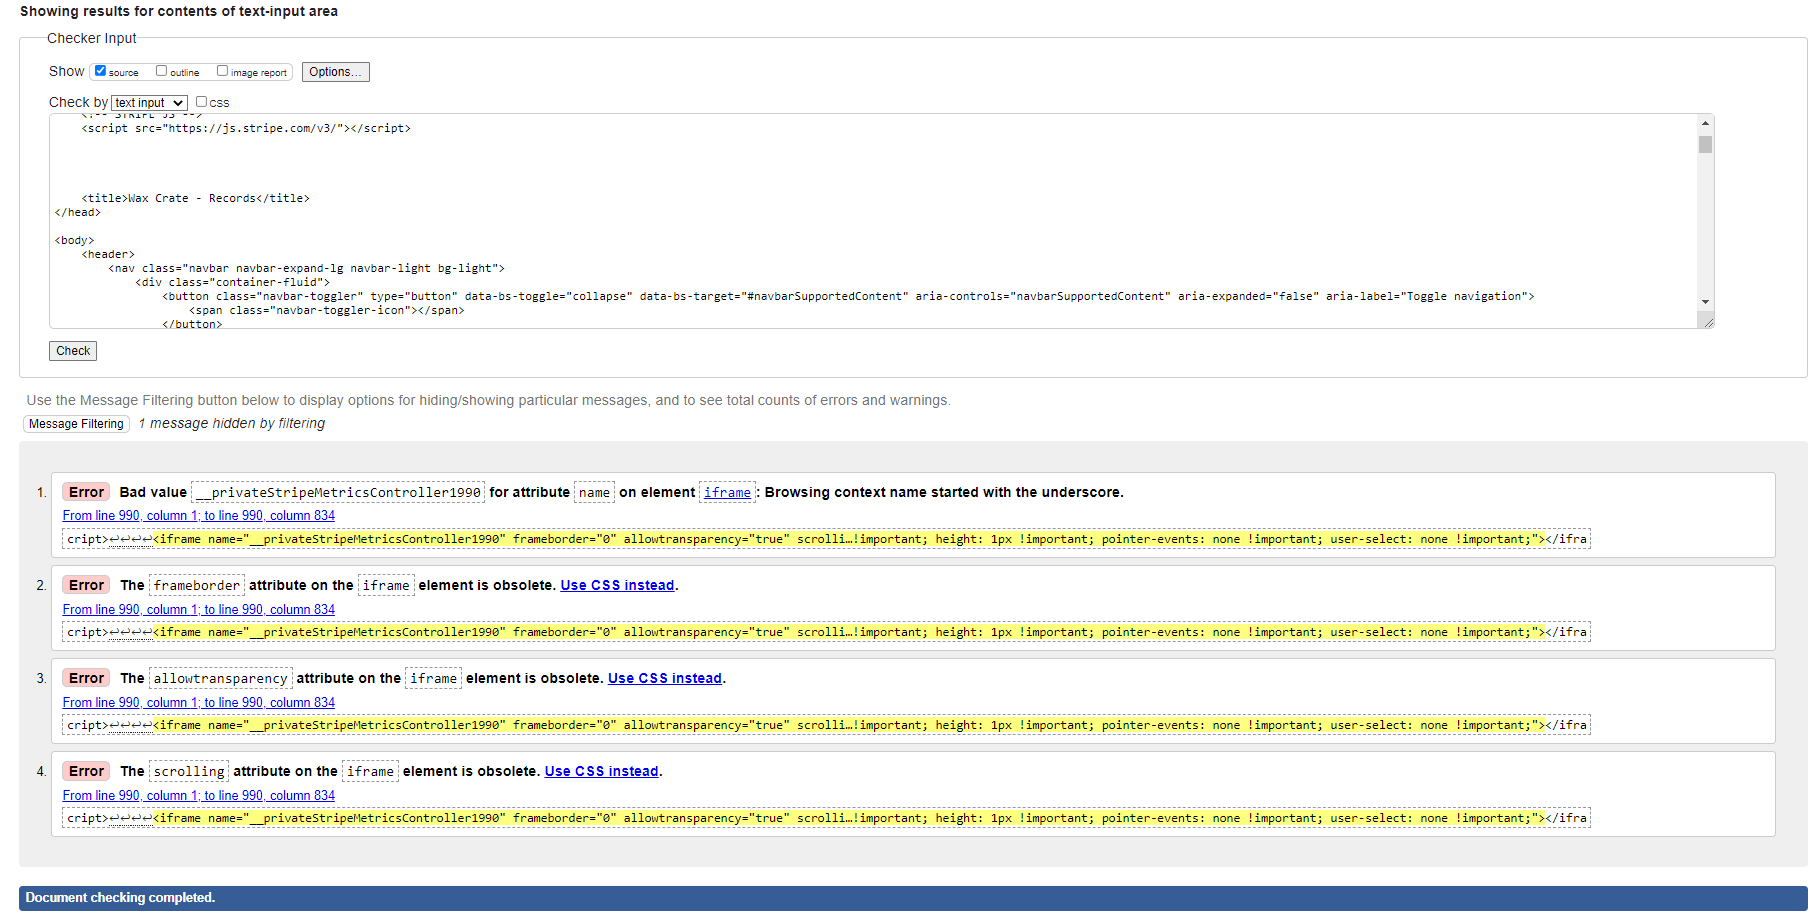 Showing results for contents of text-input area
Checker Input
Show source outline image report Options...
Check by text input css
<!-- STRIPE JS -->
<script src="https://js.stripe.com/v3/"></script>
<title>Wax Crate - Records</title>
</head>
<body>
<header>
<nav class="navbar navbar-expand-lg navbar-light bg-light">
<div class="container-fluid">
<button class="navbar-toggler" type="button" data-bs-toggle="collapse" data-bs-target="#navbarSupportedContent" aria-controls="navbarSupportedContent" aria-expanded="false" aria-label="Toggle navigation">
<span class="navbar-toggler-icon"></span>
</button>
Check
Use the Message Filtering button below to display options for hiding/showing particular messages, and to see total counts of errors and warnings.
Message Filtering 1 message hidden by filtering
1. Error Bad value __privateStripeMetricsController1990 for attribute name on element iframe: Browsing context name started with the underscore.
From line 990, column 1; to line 990, column 834
cript>↩↩↩↩<iframe name="__privateStripeMetricsController1990" frameborder="0" allowtransparency="true" scrolli…!important; height: 1px !important; pointer-events: none !important; user-select: none !important;"></ifra
2. Error The frameborder attribute on the iframe element is obsolete. Use CSS instead.
From line 990, column 1; to line 990, column 834
cript>↩↩↩↩<iframe name="__privateStripeMetricsController1990" frameborder="0" allowtransparency="true" scrolli…!important; height: 1px !important; pointer-events: none !important; user-select: none !important;"></ifra
3. Error The allowtransparency attribute on the iframe element is obsolete. Use CSS instead.
From line 990, column 1; to line 990, column 834
cript>↩↩↩↩<iframe name="__privateStripeMetricsController1990" frameborder="0" allowtransparency="true" scrolli…!important; height: 1px !important; pointer-events: none !important; user-select: none !important;"></ifra
4. Error The scrolling attribute on the iframe element is obsolete. Use CSS instead.
From line 990, column 1; to line 990, column 834
cript>↩↩↩↩<iframe name="__privateStripeMetricsController1990" frameborder="0" allowtransparency="true" scrolli…!important; height: 1px !important; pointer-events: none !important; user-select: none !important;"></ifra
Document checking completed.